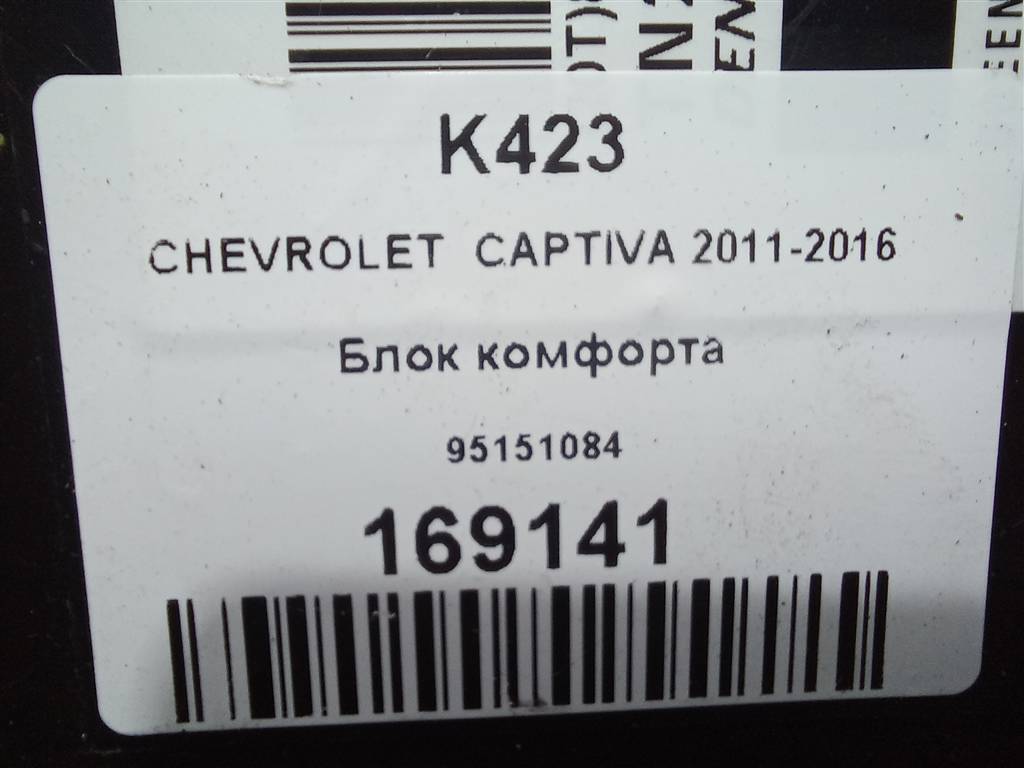 K423
CHEVROLET CAPTIVA 2011-2016
Блок комфорта
95151084
169141